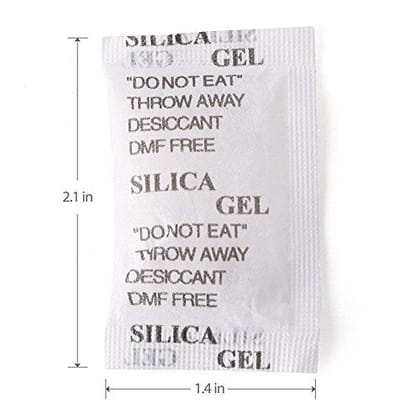 SILICA
GEL
"DO NOT EAT"
THROW AWAY
DESICCANT
DMF FREE
2.1 in
SILICA
GEL
"DO NOT EAT"
THROW AWAY
DESICCANT
DMF FREE
SILICA
GEL
1.4 in